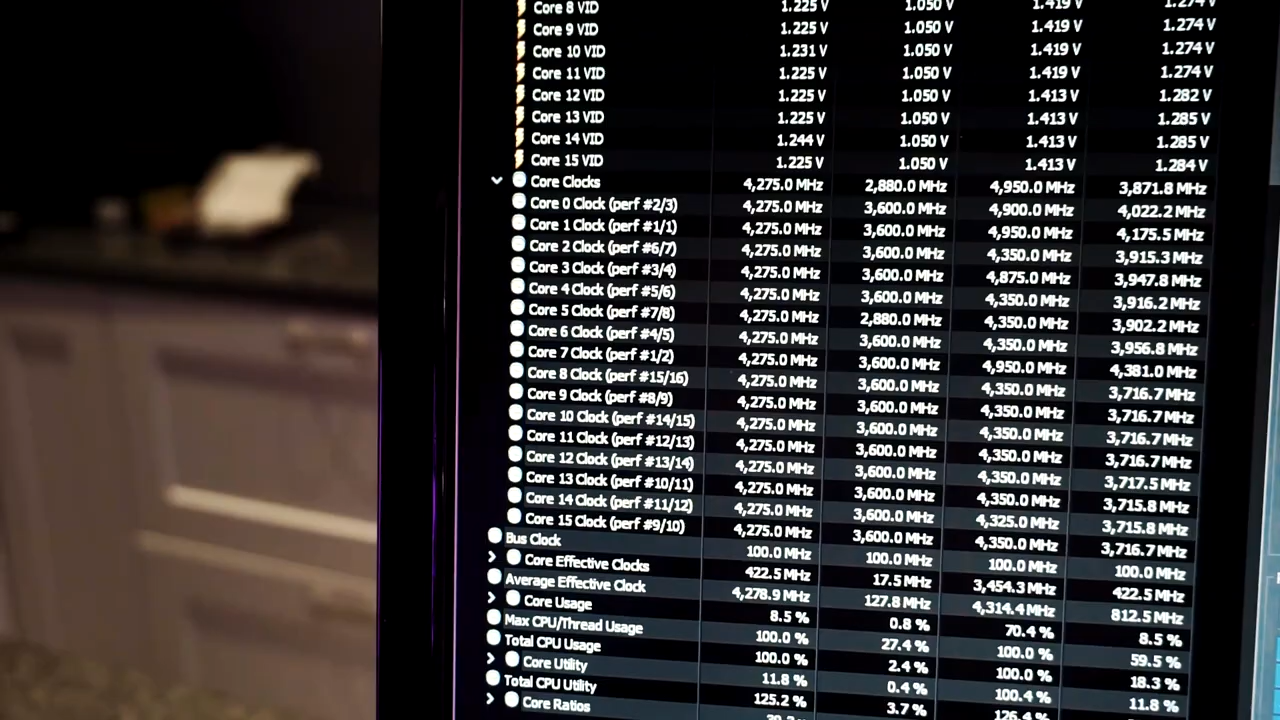 Core 8 VID 1.225 V 1.050 V 1.419 V 1.274 V
Core 9 VID 1.225 V 1.050 V 1.419 V 1.274 V
Core 10 VID 1.231 V 1.050 V 1.419 V 1.274 V
Core 11 VID 1.225 V 1.050 V 1.419 V 1.274 V
Core 12 VID 1.225 V 1.050 V 1.413 V 1.282 V
Core 13 VID 1.225 V 1.050 V 1.413 V 1.285 V
Core 14 VID 1.244 V 1.050 V 1.413 V 1.285 V
Core 15 VID 1.225 V 1.050 V 1.413 V 1.284 V
Core Clocks 4,275.0 MHz 2,880.0 MHz 4,950.0 MHz 3,871.8 MHz
Core 0 Clock (perf #2/3) 4,275.0 MHz 3,600.0 MHz 4,900.0 MHz 4,022.2 MHz
Core 1 Clock (perf #1/1) 4,275.0 MHz 3,600.0 MHz 4,950.0 MHz 4,175.5 MHz
Core 2 Clock (perf #6/7) 4,275.0 MHz 3,600.0 MHz 4,350.0 MHz 3,915.3 MHz
Core 3 Clock (perf #3/4) 4,275.0 MHz 3,600.0 MHz 4,875.0 MHz 3,947.8 MHz
Core 4 Clock (perf #5/6) 4,275.0 MHz 3,600.0 MHz 4,350.0 MHz 3,916.2 MHz
Core 5 Clock (perf #7/8) 4,275.0 MHz 2,880.0 MHz 4,350.0 MHz 3,902.2 MHz
Core 6 Clock (perf #4/5) 4,275.0 MHz 3,600.0 MHz 4,350.0 MHz 3,956.8 MHz
Core 7 Clock (perf #1/2) 4,275.0 MHz 3,600.0 MHz 4,950.0 MHz 4,381.0 MHz
Core 8 Clock (perf #15/16) 4,275.0 MHz 3,600.0 MHz 4,350.0 MHz 3,716.7 MHz
Core 9 Clock (perf #8/9) 4,275.0 MHz 3,600.0 MHz 4,350.0 MHz 3,716.7 MHz
Core 10 Clock (perf #14/15) 4,275.0 MHz 3,600.0 MHz 4,350.0 MHz 3,716.7 MHz
Core 11 Clock (perf #12/13) 4,275.0 MHz 3,600.0 MHz 4,350.0 MHz 3,716.7 MHz
Core 12 Clock (perf #13/14) 4,275.0 MHz 3,600.0 MHz 4,350.0 MHz 3,717.5 MHz
Core 13 Clock (perf #10/11) 4,275.0 MHz 3,600.0 MHz 4,350.0 MHz 3,715.8 MHz
Core 14 Clock (perf #11/12) 4,275.0 MHz 3,600.0 MHz 4,325.0 MHz 3,715.8 MHz
Core 15 Clock (perf #9/10) 4,275.0 MHz 3,600.0 MHz 4,350.0 MHz 3,716.7 MHz
Bus Clock 100.0 MHz 100.0 MHz 100.0 MHz 100.0 MHz
Core Effective Clocks 422.5 MHz 17.5 MHz 3,454.3 MHz 422.5 MHz
Average Effective Clock 4,278.9 MHz 127.8 MHz 4,314.4 MHz 812.5 MHz
Core Usage 8.5 % 0.8 % 70.4 % 8.5 %
Max CPU/Thread Usage 100.0 % 27.4 % 100.0 % 59.5 %
Total CPU Usage 100.0 % 2.4 % 100.0 % 18.3 %
Core Utility 11.8 % 0.4 % 100.4 % 11.8 %
Total CPU Utility 125.2 % 3.7 % 126.4 %
Core Ratios